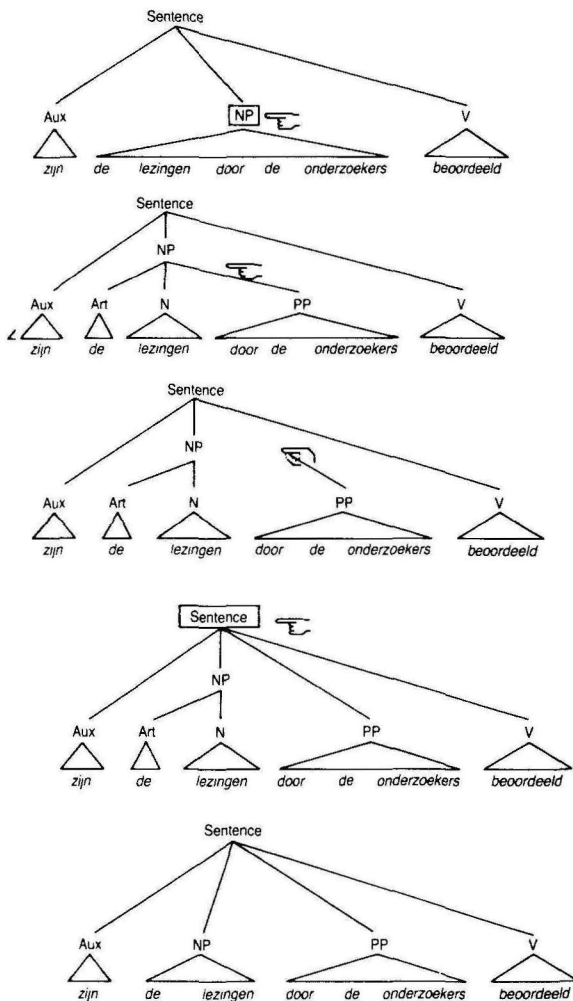 Sentence
Aux NP V
zijn de lezingen door de onderzoekers beoordeeld
Sentence
NP
Aux Art N PP V
zijn de lezingen door de onderzoekers beoordeeld
Sentence
NP
Aux Art N PP V
zijn de lezingen door de onderzoekers beoordeeld
Sentence
NP
Aux Art N PP V
zijn de lezingen door de onderzoekers beoordeeld
Sentence
Aux NP PP V
zijn de lezingen door de onderzoekers beoordeeld